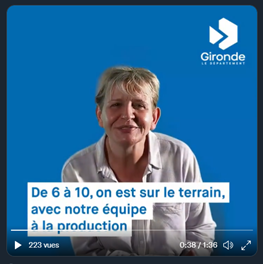 Gironde
LE DÉPARTEMENT
De 6 à 10, on est sur le terrain,
avec notre équipe
à la production
223 vues
0:38 / 1:36